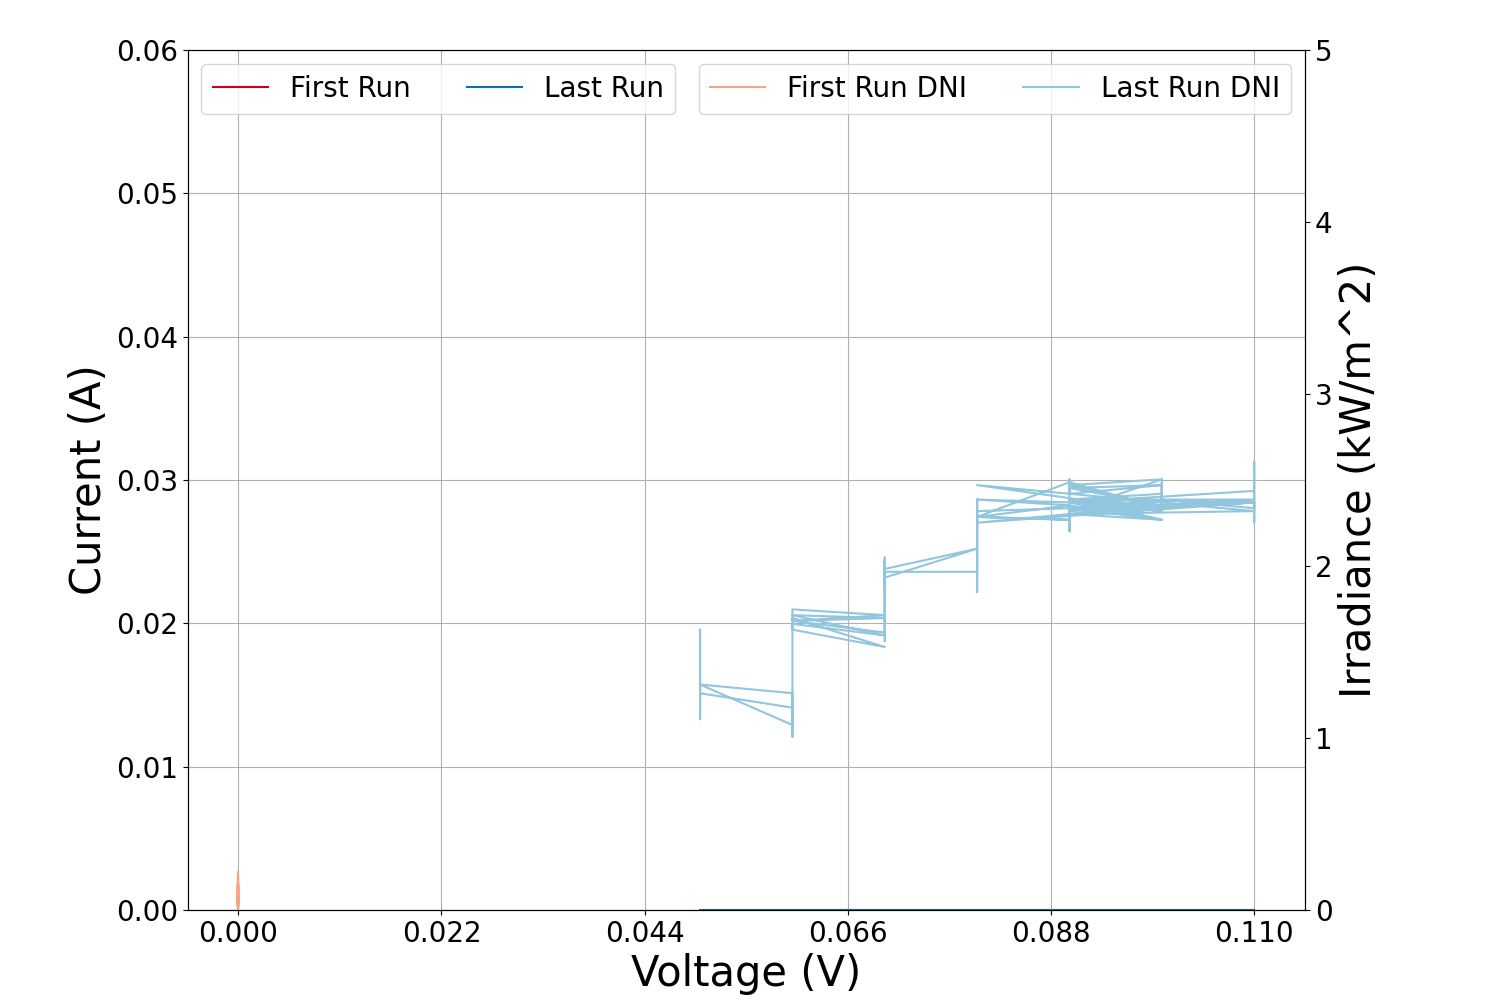 First Run
Last Run
First Run DNI
Last Run DNI
0.06
0.05
0.04
0.03
0.02
0.01
0.00
Current (A)
5
4
3
2
1
0
Irradiance (kW/m^2)
0.000 0.022 0.044 0.066 0.088 0.110
Voltage (V)